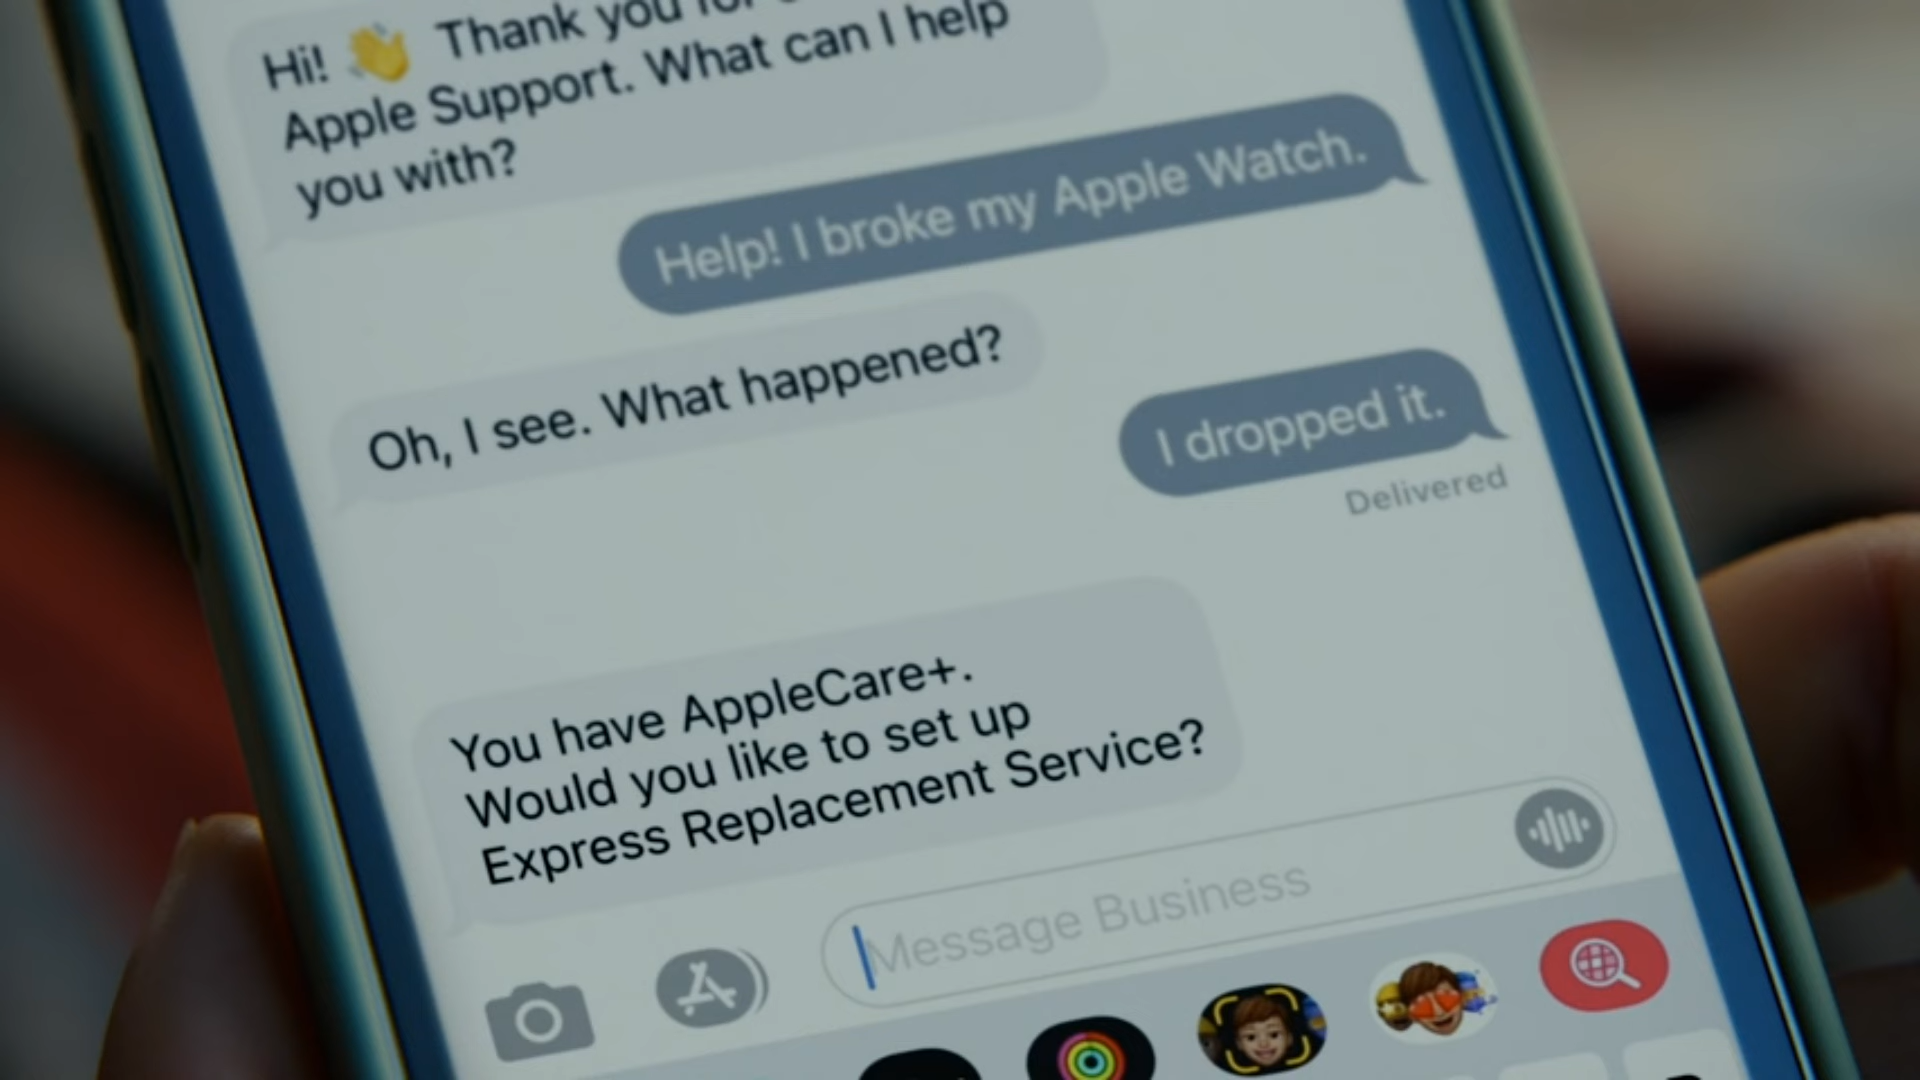 Hi! 👋 Thank you for
Apple Support. What can I help
you with?
Help! I broke my Apple Watch.
Oh, I see. What happened?
I dropped it.
Delivered
You have AppleCare+.
Would you like to set up
Express Replacement Service?
Message Business